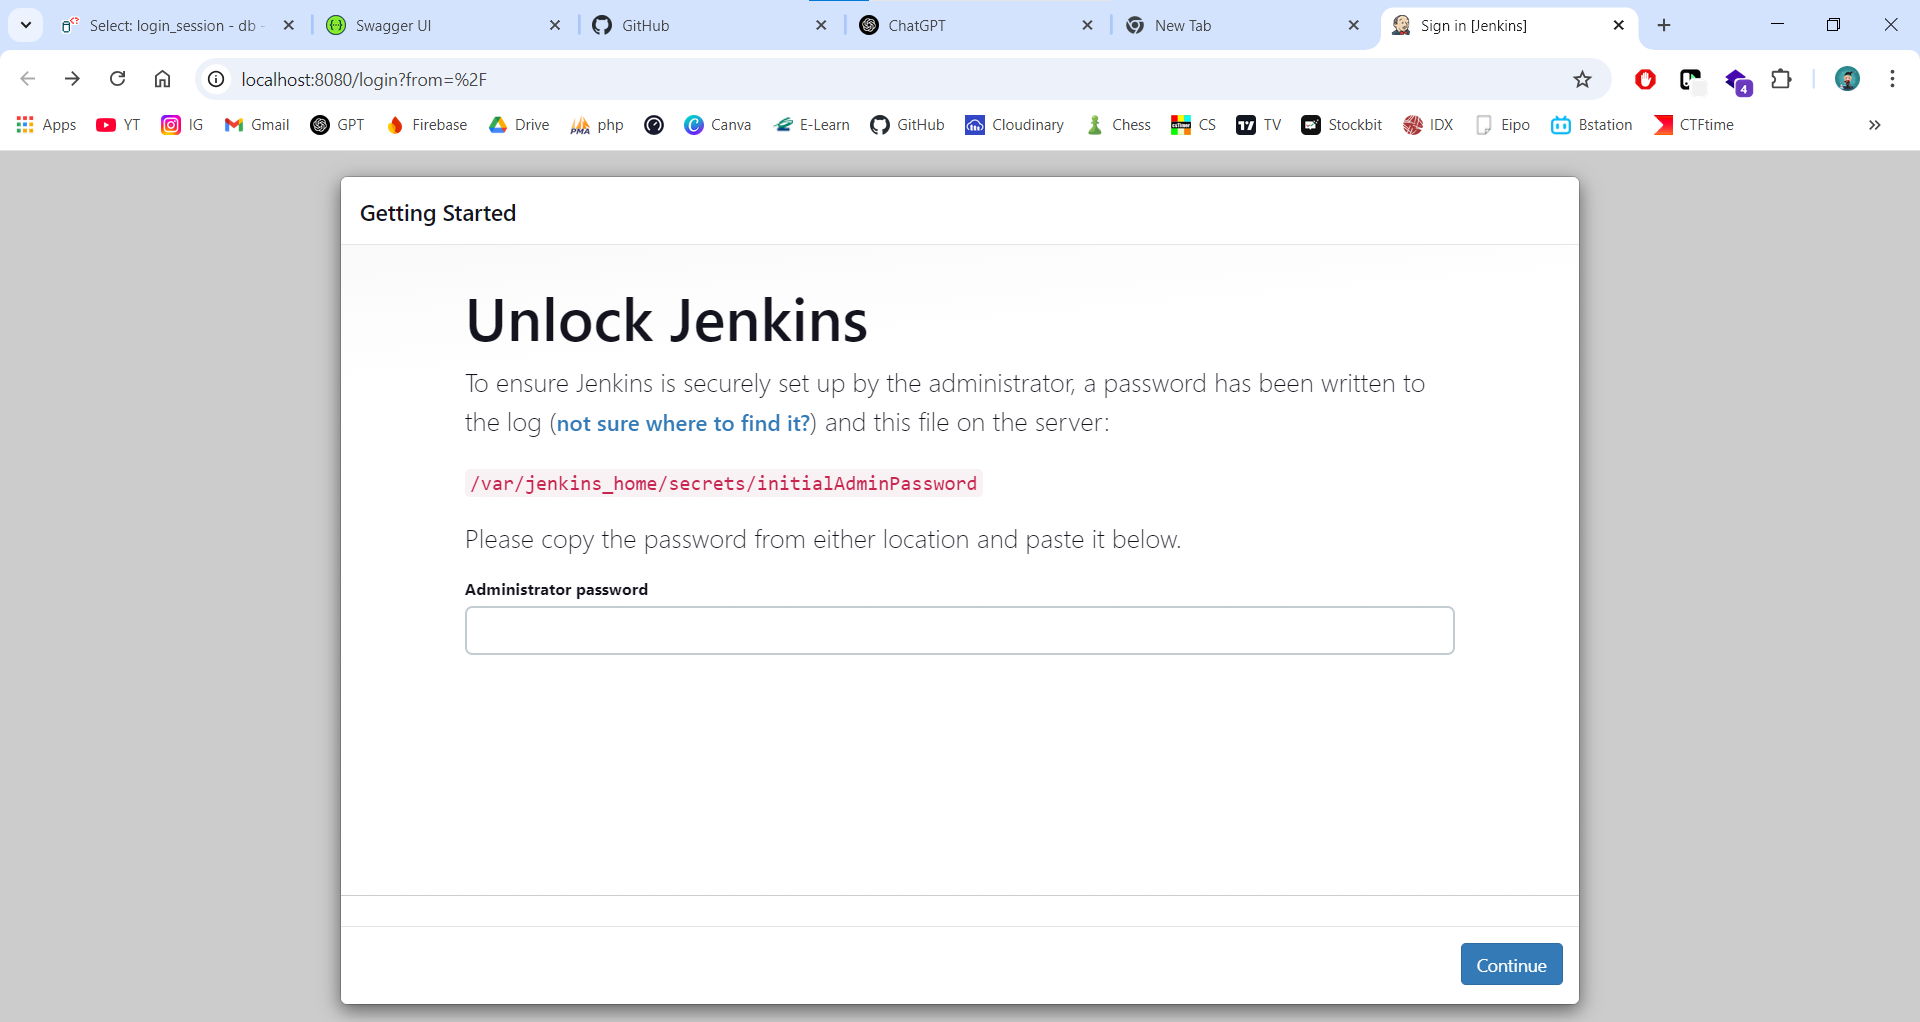 Select: login_session - db -
Swagger UI
GitHub
ChatGPT
New Tab
Sign in [Jenkins]
localhost:8080/login?from=%2F
4
Apps
YT
IG
Gmail
GPT
Firebase
Drive
php
Canva
E-Learn
GitHub
Cloudinary
Chess
CS
TV
Stockbit
IDX
Eipo
Bstation
CTFtime
Getting Started
Unlock Jenkins
To ensure Jenkins is securely set up by the administrator, a password has been written to
the log (not sure where to find it?) and this file on the server:
/var/jenkins_home/secrets/initialAdminPassword
Please copy the password from either location and paste it below.
Administrator password
Continue